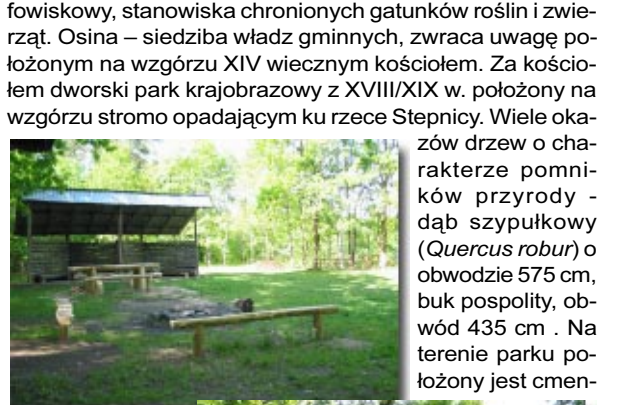 fowiskowy, stanowiska chronionych gatunków roślin i zwie-
rząt. Osina – siedziba władz gminnych, zwraca uwagę po-
łożonym na wzgórzu XIV wiecznym kościołem. Za kościo-
łem dworski park krajobrazowy z XVIII/XIX w. położony na
wzgórzu stromo opadającym ku rzece Stepnicy. Wiele oka-
zów drzew o cha-
rakterze pomni-
ków przyrody -
dąb szypułkowy
(Quercus robur) o
obwodzie 575 cm,
buk pospolity, ob-
wód 435 cm . Na
terenie parku po-
łożony jest cmen-